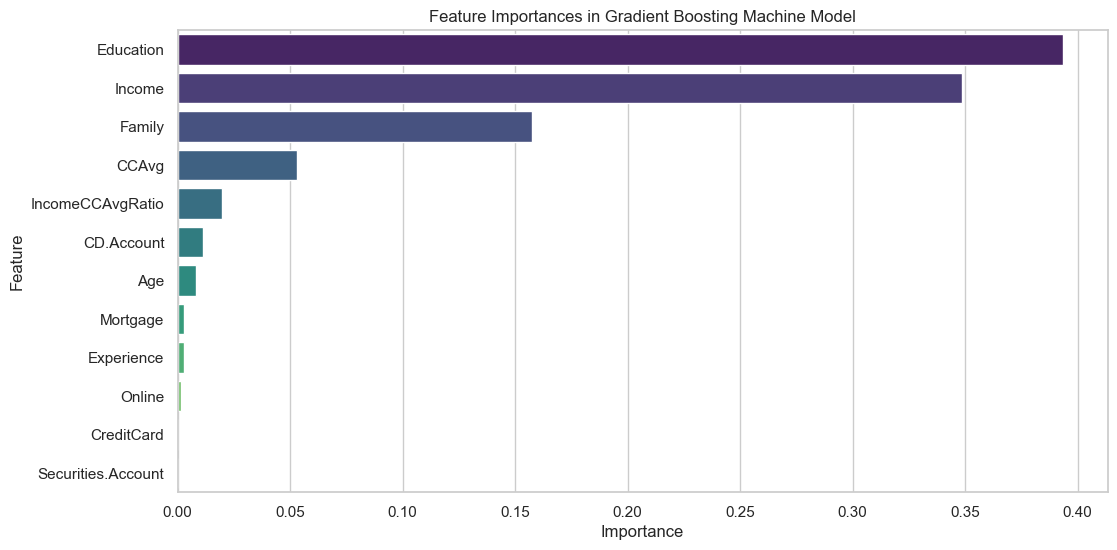 Feature Importances in Gradient Boosting Machine Model
Feature
Education
Income
Family
CCAvg
IncomeCCAvgRatio
CD.Account
Age
Mortgage
Experience
Online
CreditCard
Securities.Account
0.00 0.05 0.10 0.15 0.20 0.25 0.30 0.35 0.40
Importance